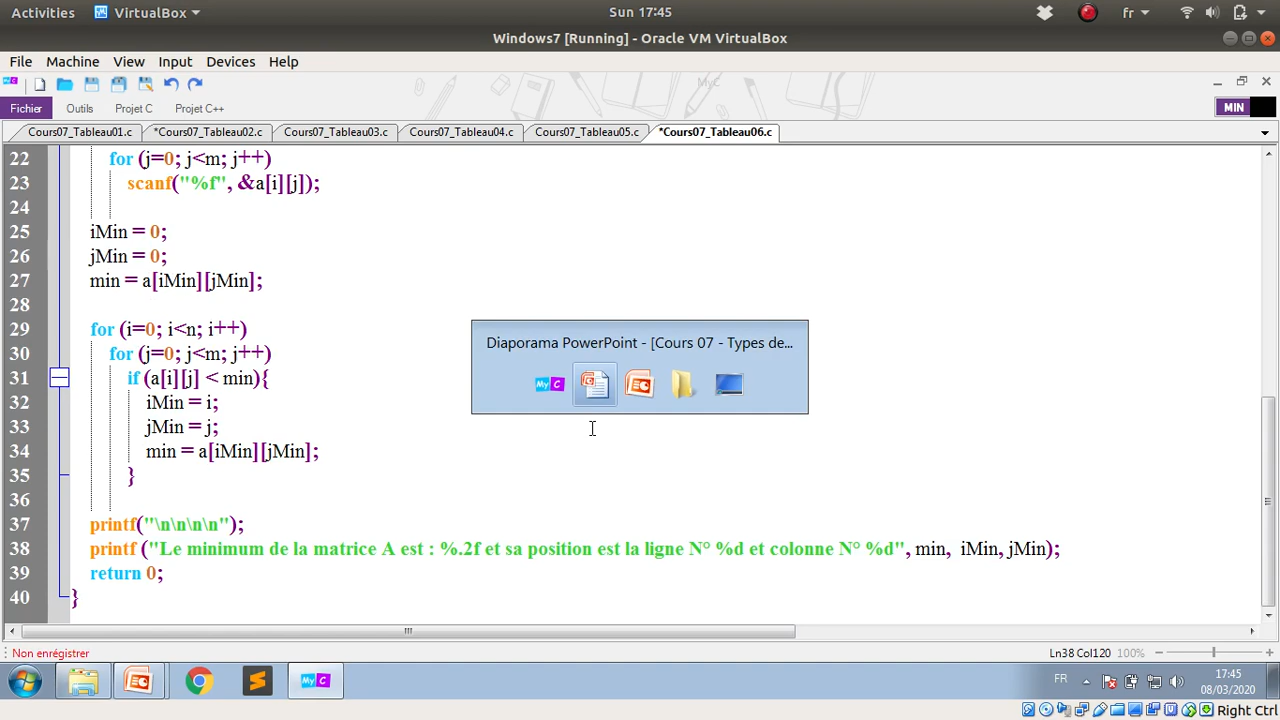 Activities VirtualBox Sun 17:45 fr
Windows7 [Running] - Oracle VM VirtualBox
File Machine View Input Devices Help
MyC
Fichier Outils Projet C Projet C++ MIN
Cours07_Tableau01.c *Cours07_Tableau02.c Cours07_Tableau03.c Cours07_Tableau04.c Cours07_Tableau05.c *Cours07_Tableau06.c
22 for (j=0; j<m; j++)
23 scanf("%f", &a[i][j]);
24
25 iMin = 0;
26 jMin = 0;
27 min = a[iMin][jMin];
28
29 for (i=0; i<n; i++)
30 for (j=0; j<m; j++)
31 if (a[i][j] < min){
32 iMin = i;
33 jMin = j;
34 min = a[iMin][jMin];
35 }
36
37 printf("\n\n\n\n");
38 printf ("Le minimum de la matrice A est : %.2f et sa position est la ligne N° %d et colonne N° %d", min, iMin, jMin);
39 return 0;
40 }
Diaporama PowerPoint - [Cours 07 - Types de...
MyC
Non enregistrer Ln38 Col120 100%
MyC FR 17:45
08/03/2020
Right Ctrl